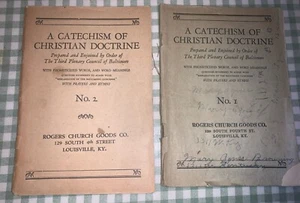 A CATECHISM OF
CHRISTIAN DOCTRINE
Prepared and Enjoined by Order of
The Third Plenary Council of Baltimore
WITH PRAYERS AND HYMNS
No. 2.
ROGERS CHURCH GOODS CO.
129 SOUTH 4th STREET
LOUISVILLE, KY.
A CATECHISM OF
CHRISTIAN DOCTRINE
Prepared and Enjoined by Order of
The Third Plenary Council of Baltimore
WITH PRAYERS AND HYMNS
No. 1
ROGERS CHURCH GOODS CO.
SOUTH FOURTH ST.
LOUISVILLE, KY.